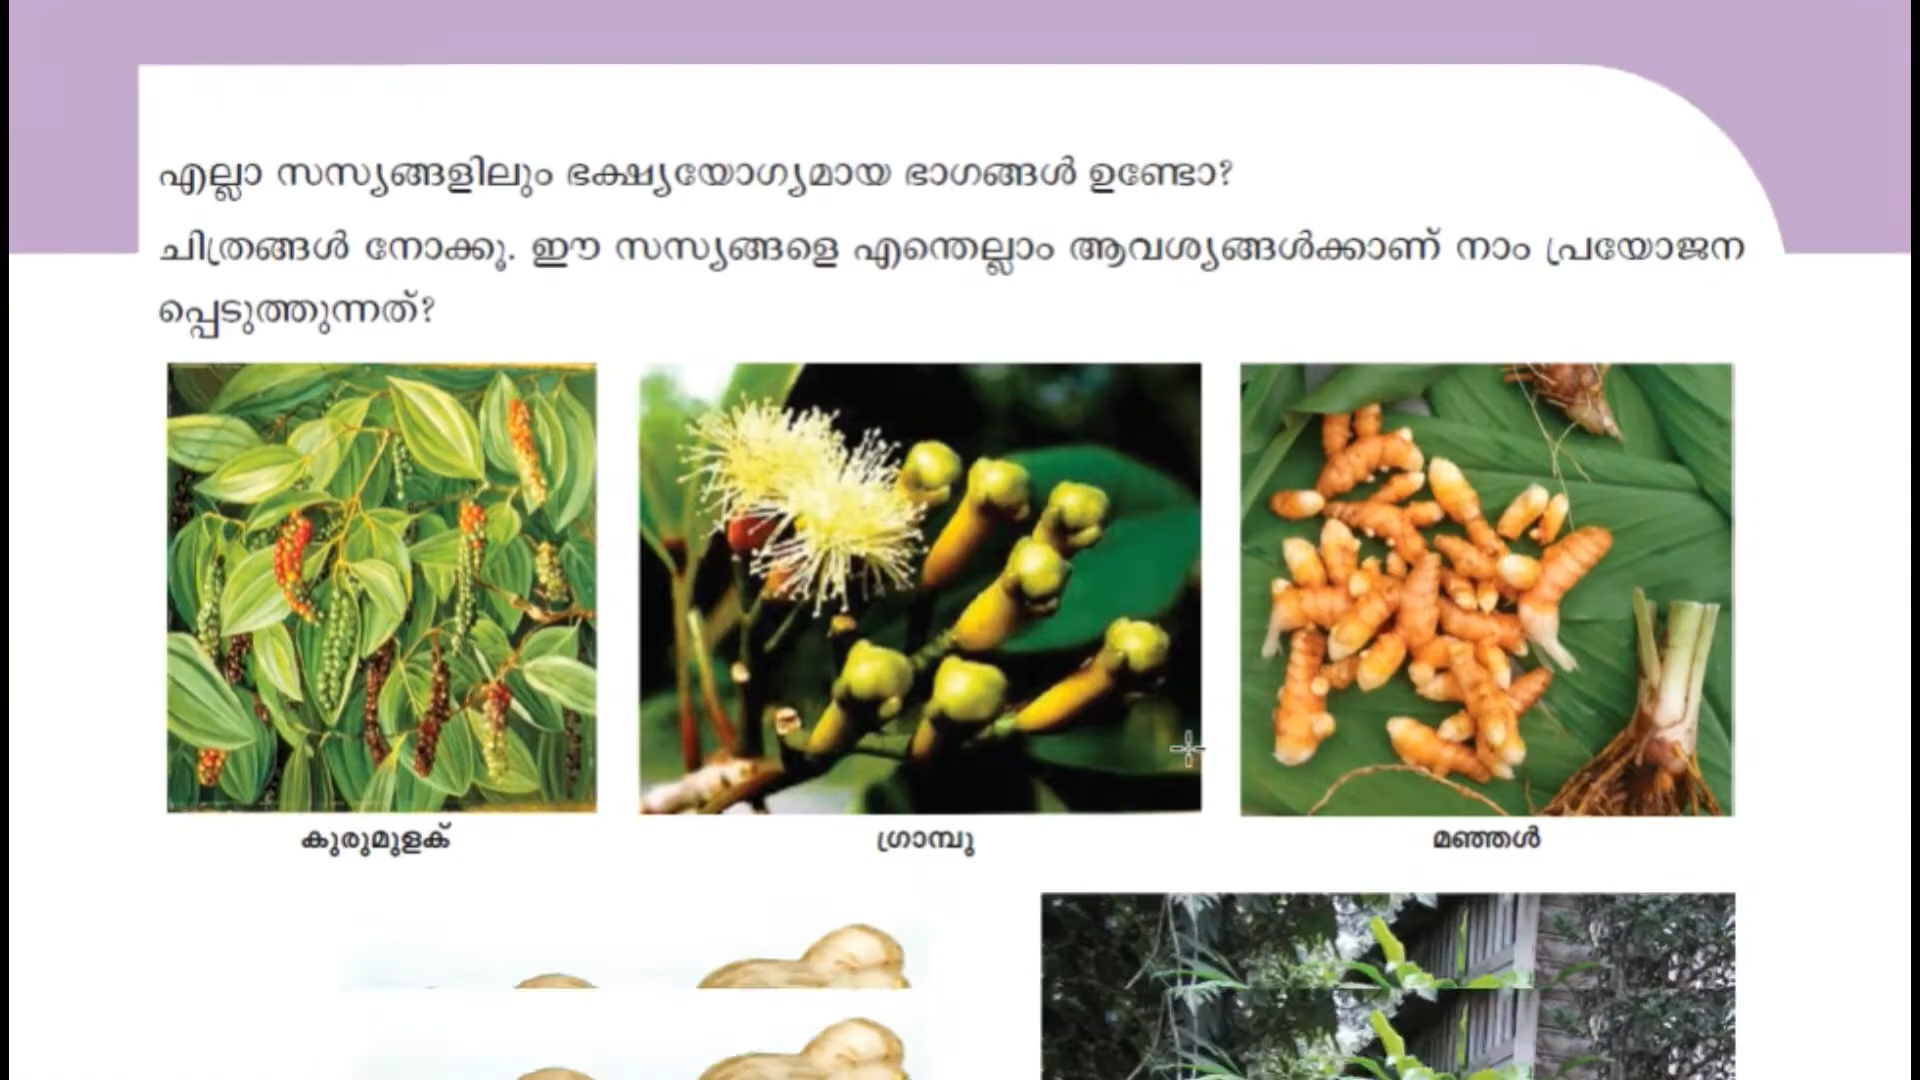 എല്ലാ സസ്യങ്ങളിലും ഭക്ഷ്യയോഗ്യമായ ഭാഗങ്ങൾ ഉണ്ടോ?
ചിത്രങ്ങൾ നോക്കൂ. ഈ സസ്യങ്ങളെ എന്തെല്ലാം ആവശ്യങ്ങൾക്കാണ് നാം പ്രയോജന
പ്പെടുത്തുന്നത്?
കുരുമുളക്
ഗ്രാമ്പൂ
മഞ്ഞൾ